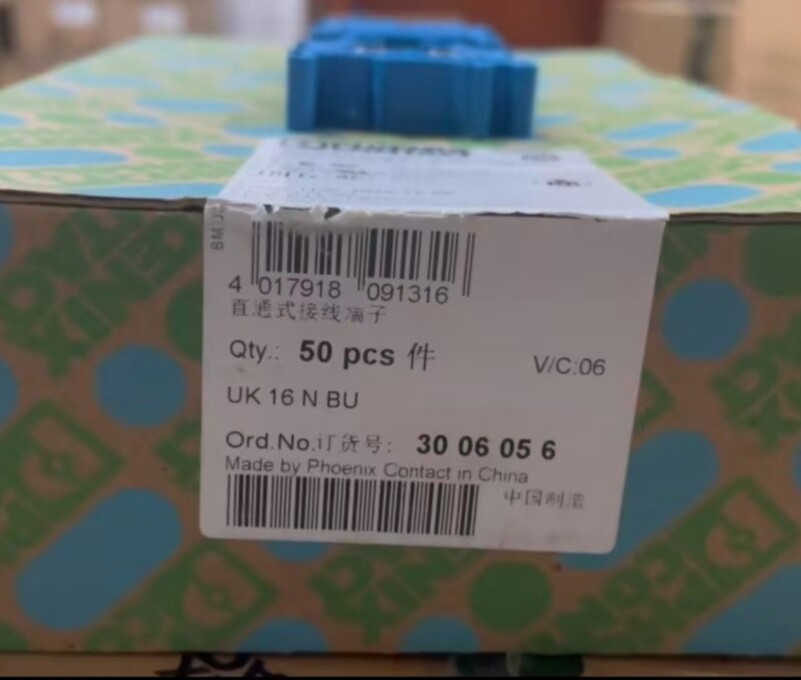 4 017918 091316
直通式接线端子
Qty.: 50 pcs 件
V/C:06
UK 16 N BU
Ord.No.订货号: 30 06 05 6
Made by Phoenix Contact in China
中国制造